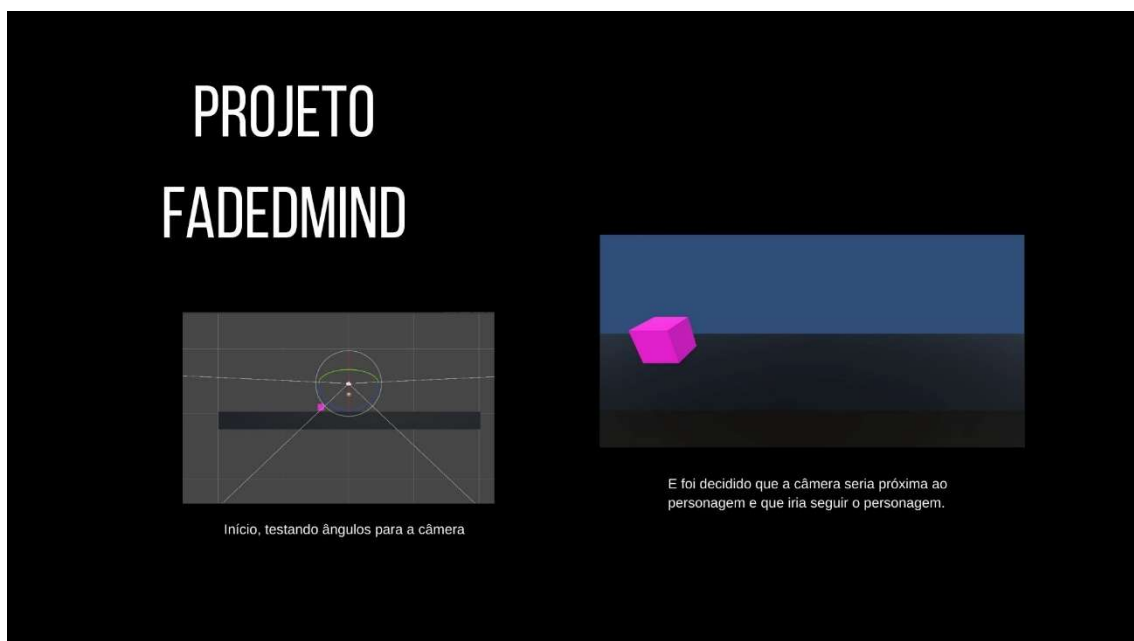 PROJETO
FADEDMIND
Início, testando ângulos para a câmera
E foi decidido que a câmera seria próxima ao
personagem e que iria seguir o personagem.